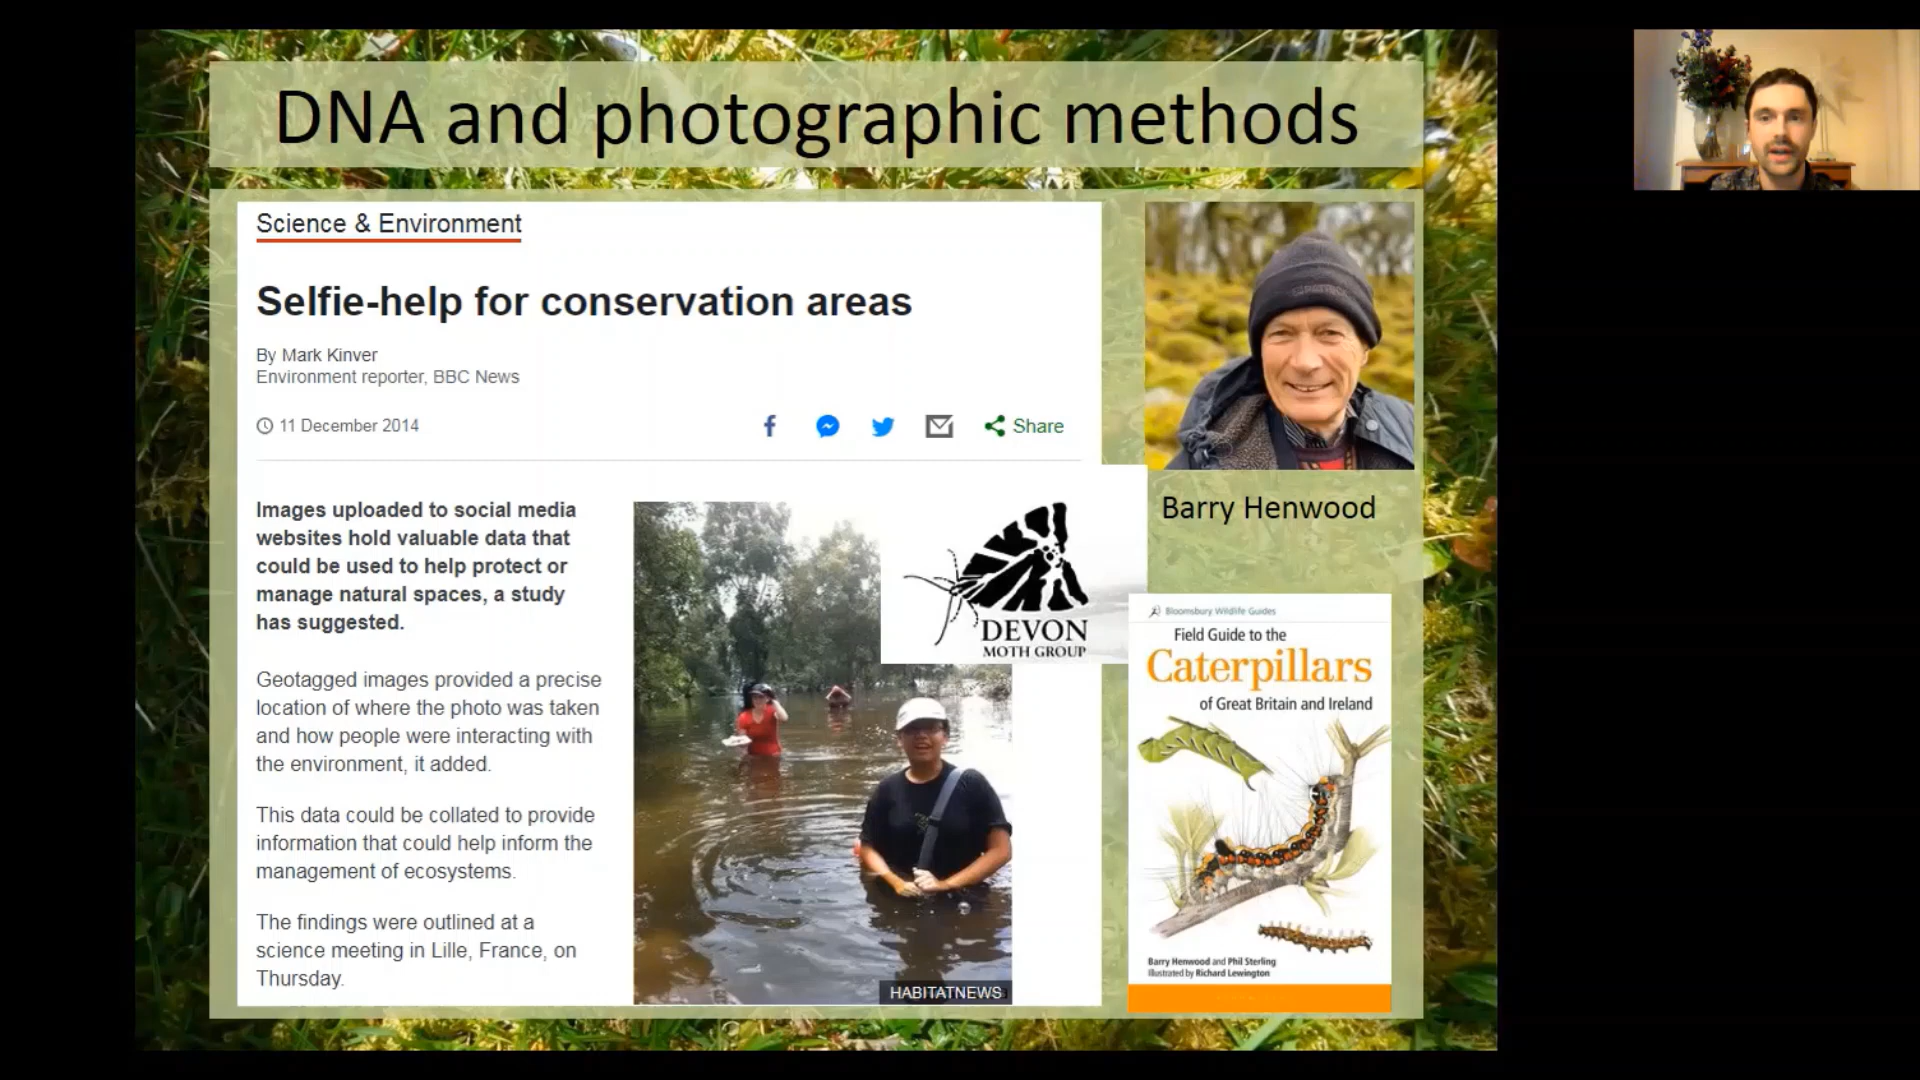 DNA and photographic methods
Science & Environment
Selfie-help for conservation areas
By Mark Kinver
Environment reporter, BBC News
11 December 2014
Share
Images uploaded to social media
websites hold valuable data that
could be used to help protect or
manage natural spaces, a study
has suggested.
Geotagged images provided a precise
location of where the photo was taken
and how people were interacting with
the environment, it added.
This data could be collated to provide
information that could help inform the
management of ecosystems.
The findings were outlined at a
science meeting in Lille, France, on
Thursday.
HABITATNEWS
DEVON
MOTH GROUP
Barry Henwood
Bloomsbury Wildlife Guides
Field Guide to the
Caterpillars
of Great Britain and Ireland
Barry Henwood and Phil Sterling
Illustrated by Richard Lewington